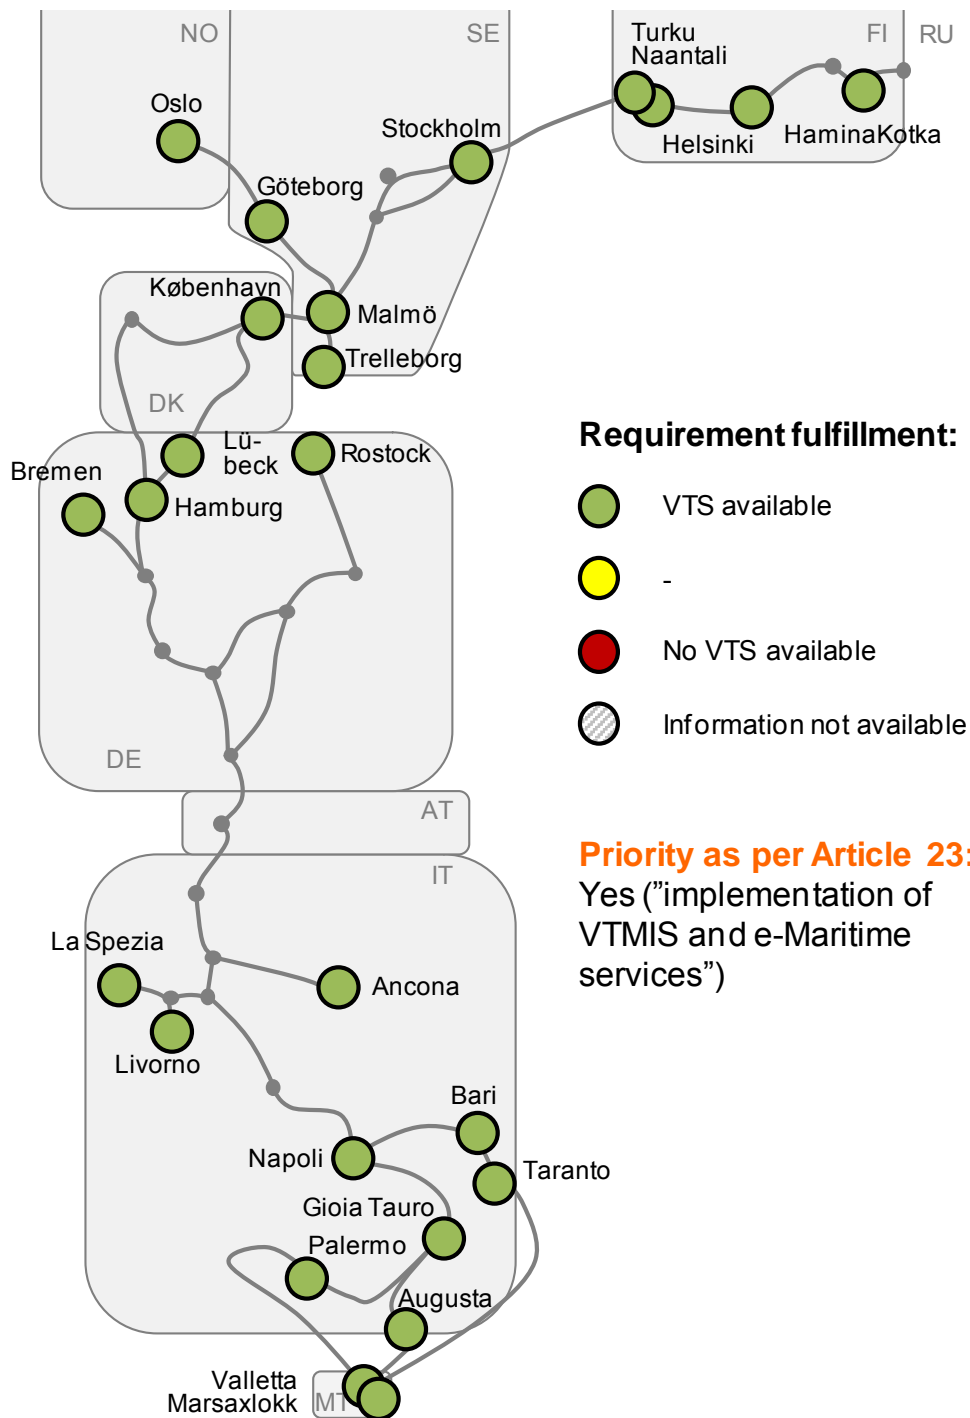 NO
SE
Turku
Naantali
FI
RU
Oslo
Stockholm
Helsinki
HaminaKotka
Göteborg
København
Malmö
Trelleborg
DK
Lü-
beck
Rostock
Bremen
Hamburg
DE
Requirement fulfillment:
VTS available
-
No VTS available
Information not available
AT
IT
Priority as per Article 23:
Yes (”implementation of
VTMIS and e-Maritime
services”)
La Spezia
Ancona
Livorno
Bari
Napoli
Taranto
Gioia Tauro
Palermo
Augusta
Valletta
Marsaxlokk
MT